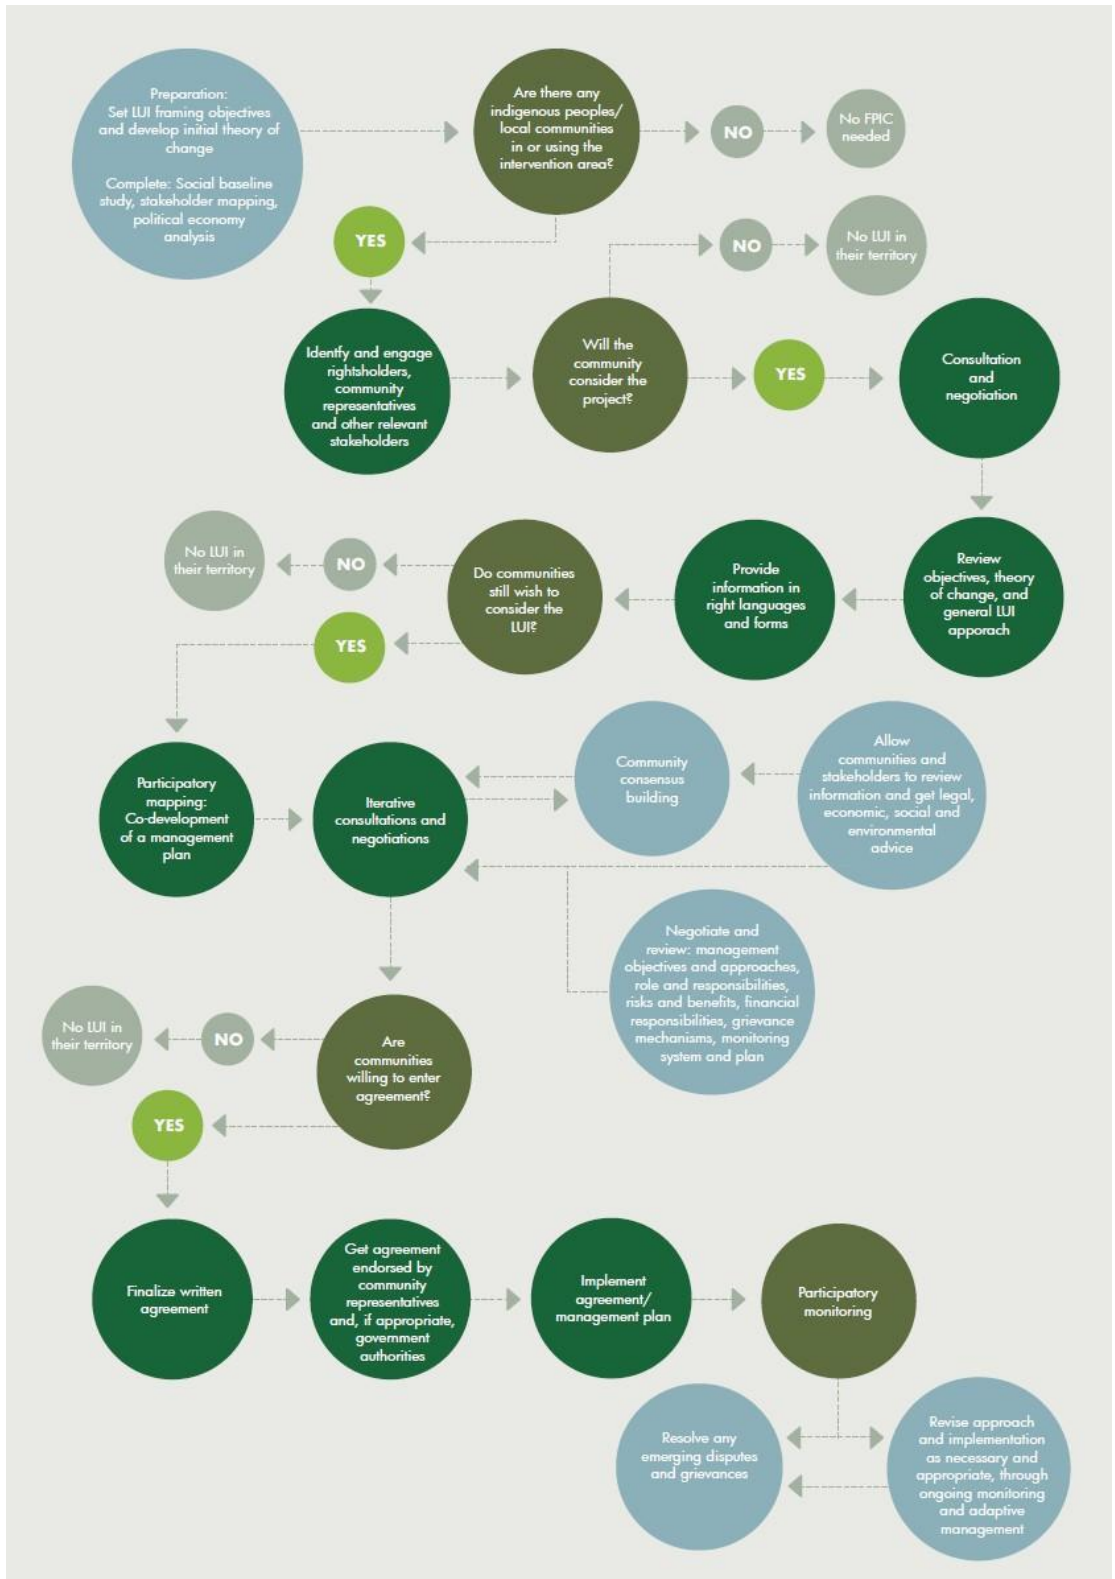 Preparation:
Set LUI framing objectives
and develop initial theory of
change
Complete: Social baseline
study, stakeholder mapping,
political economy
analysis
Are there any
indigenous peoples/
local communities
in or using the
intervention area?
NO
No FPIC
needed
YES
NO
No LUI in
their territory
Identfy and engage
rightsholders,
community
representatives
and other relevant
stakeholders
Will the
community
consider the
project?
YES
Consultation
and
negotiation
No LUI in
their territory
NO
YES
Do communities
still wish to
consider the
LUI?
Provide
information in
right languages
and forms
Review
objectives, theory
of change, and
general LUI
apporach
Participatory
mapping:
Co-development
of a management
plan
Iterative
consultations and
negotiations
Community
consensus
building
Allow
communities and
stakeholders to review
information and get legal,
economic, social and
environmental
advice
Negotiate and
review: management
objectives and approaches,
role and responsibilities,
risks and benefits, financial
responsibilities, grievance
mechanisms, monitoring
system and plan
No LUI in
their territory
NO
Are
communities
willing to enter
agreement?
YES
Finalize written
agreement
Get agreement
endorsed by
community
representatives
and, if appropriate,
government
authorities
Implement
agreement/
management plan
Participatory
monitoring
Resolve any
emerging disputes
and grievances
Revise approach
and implementation
as necessary and
appropriate, through
ongoing monitoring
and adaptive
management